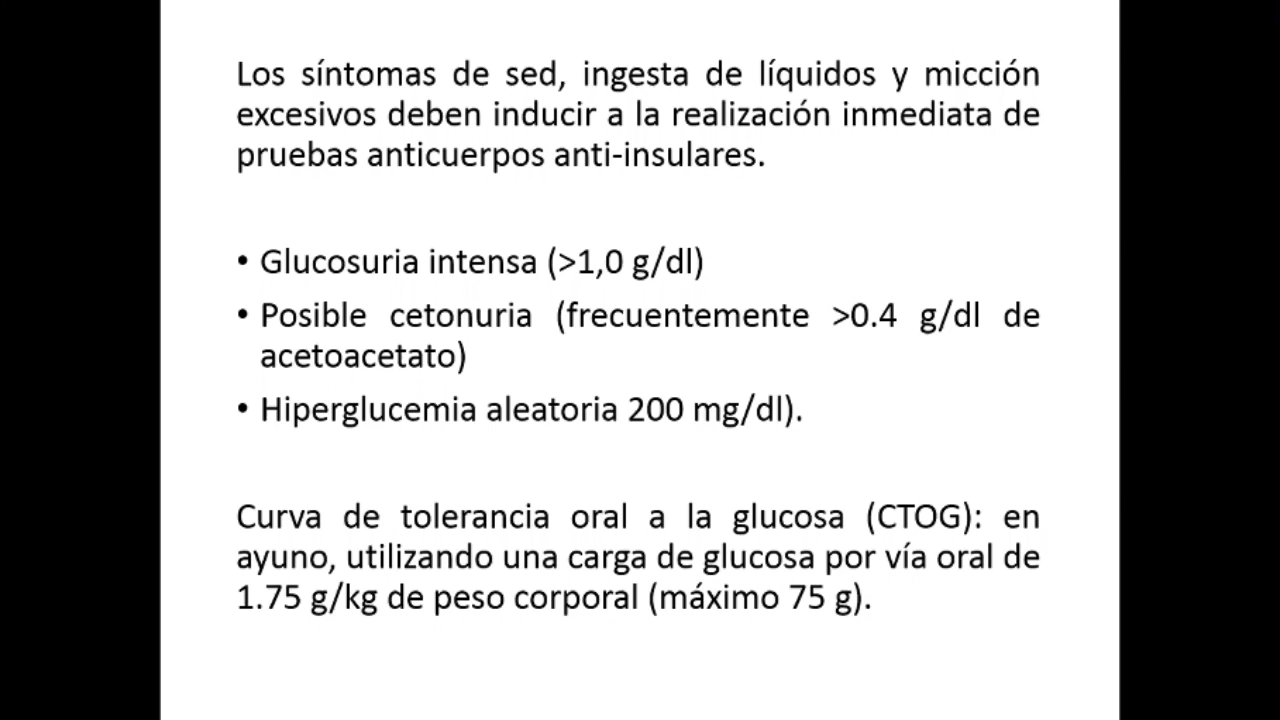 Los síntomas de sed, ingesta de líquidos y micción
excesivos deben inducir a la realización inmediata de
pruebas anticuerpos anti-insulares.
• Glucosuria intensa (>1,0 g/dl)
• Posible cetonuria (frecuentemente >0.4 g/dl de
acetoacetato)
• Hiperglucemia aleatoria 200 mg/dl).
Curva de tolerancia oral a la glucosa (CTOG): en
ayuno, utilizando una carga de glucosa por vía oral de
1.75 g/kg de peso corporal (máximo 75 g).